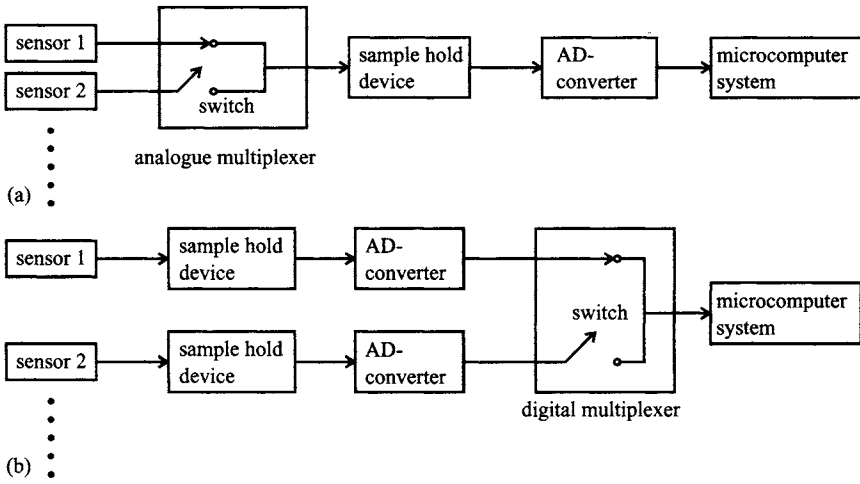 sensor 1
sensor 2
switch
analogue multiplexer
sample hold
device
AD-
converter
microcomputer
system
(a)
sensor 1
sample hold
device
AD-
converter
switch
microcomputer
system
sensor 2
sample hold
device
AD-
converter
digital multiplexer
(b)